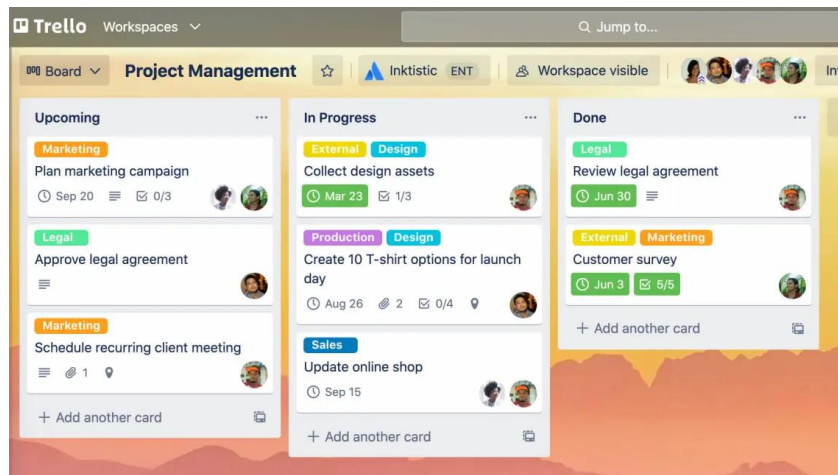 Trello Workspaces Jump to...
Board Project Management Inktistic ENT Workspace visible
Upcoming
Marketing
Plan marketing campaign
Sep 20 0/3
Legal
Approve legal agreement
Marketing
Schedule recurring client meeting
1
+ Add another card
In Progress
External Design
Collect design assets
Mar 23 1/3
Production Design
Create 10 T-shirt options for launch
day
Aug 26 2 0/4
Sales
Update online shop
Sep 15
+ Add another card
Done
Legal
Review legal agreement
Jun 30
External Marketing
Customer survey
Jun 3 5/5
+ Add another card